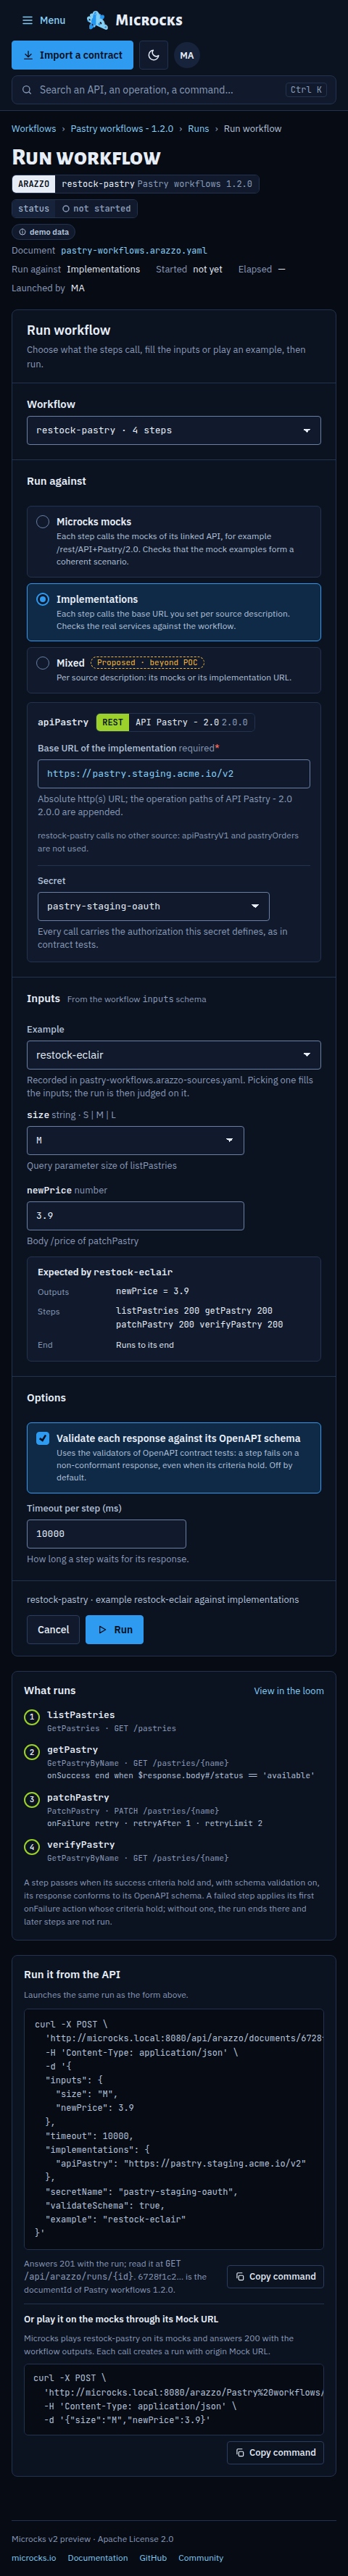 Menu MICROCKS
Import a contract MA
Search an API, an operation, a command... Ctrl K
Workflows › Pastry workflows - 1.2.0 › Runs › Run workflow
RUN WORKFLOW
ARAZZO restock-pastry Pastry workflows 1.2.0
status not started
demo data
Document pastry-workflows.arazzo.yaml
Run against Implementations Started not yet Elapsed —
Launched by MA
Run workflow
Choose what the steps call, fill the inputs or play an example, then
run.
Workflow
restock-pastry · 4 steps
Run against
Microcks mocks
Each step calls the mocks of its linked API, for example
/rest/API+Pastry/2.0. Checks that the mock examples form a
coherent scenario.
Implementations
Each step calls the base URL you set per source description.
Checks the real services against the workflow.
Mixed Proposed · beyond POC
Per source description: its mocks or its implementation URL.
apiPastry REST API Pastry - 2.0 2.0.0
Base URL of the implementation required*
https://pastry.staging.acme.io/v2
Absolute http(s) URL; the operation paths of API Pastry - 2.0
2.0.0 are appended.
restock-pastry calls no other source: apiPastryV1 and pastryOrders
are not used.
Secret
pastry-staging-oauth
Every call carries the authorization this secret defines, as in
contract tests.
Inputs From the workflow inputs schema
Example
restock-eclair
Recorded in pastry-workflows.arazzo-sources.yaml. Picking one fills
the inputs; the run is then judged on it.
size string · S | M | L
M
Query parameter size of listPastries
newPrice number
3.9
Body /price of patchPastry
Expected by restock-eclair
Outputs newPrice = 3.9
Steps listPastries 200 getPastry 200
patchPastry 200 verifyPastry 200
End Runs to its end
Options
Validate each response against its OpenAPI schema
Uses the validators of OpenAPI contract tests: a step fails on a
non-conformant response, even when its criteria hold. Off by
default.
Timeout per step (ms)
10000
How long a step waits for its response.
restock-pastry · example restock-eclair against implementations
Cancel Run
What runs View in the loom
1 listPastries
GetPastries · GET /pastries
2 getPastry
GetPastryByName · GET /pastries/{name}
onSuccess end when $response.body#/status == 'available'
3 patchPastry
PatchPastry · PATCH /pastries/{name}
onFailure retry · retryAfter 1 · retryLimit 2
4 verifyPastry
GetPastryByName · GET /pastries/{name}
A step passes when its success criteria hold and, with schema validation on,
its response conforms to its OpenAPI schema. A failed step applies its first
onFailure action whose criteria hold; without one, the run ends there and
later steps are not run.
Run it from the API
Launches the same run as the form above.
curl -X POST \
'http://microcks.local:8080/api/arazzo/documents/6728
-H 'Content-Type: application/json' \
-d '{
"inputs": {
"size": "M",
"newPrice": 3.9
},
"timeout": 10000,
"implementations": {
"apiPastry": "https://pastry.staging.acme.io/v2"
},
"secretName": "pastry-staging-oauth",
"validateSchema": true,
"example": "restock-eclair"
}'
Answers 201 with the run; read it at GET
/api/arazzo/runs/{id}. 6728f1c2… is the
documentId of Pastry workflows 1.2.0.
Copy command
Or play it on the mocks through its Mock URL
Microcks plays restock-pastry on its mocks and answers 200 with the
workflow outputs. Each call creates a run with origin Mock URL.
curl -X POST \
'http://microcks.local:8080/arazzo/Pastry%20workflows/
-H 'Content-Type: application/json' \
-d '{"size":"M","newPrice":3.9}'
Copy command
Microcks v2 preview · Apache License 2.0
microcks.io Documentation GitHub Community